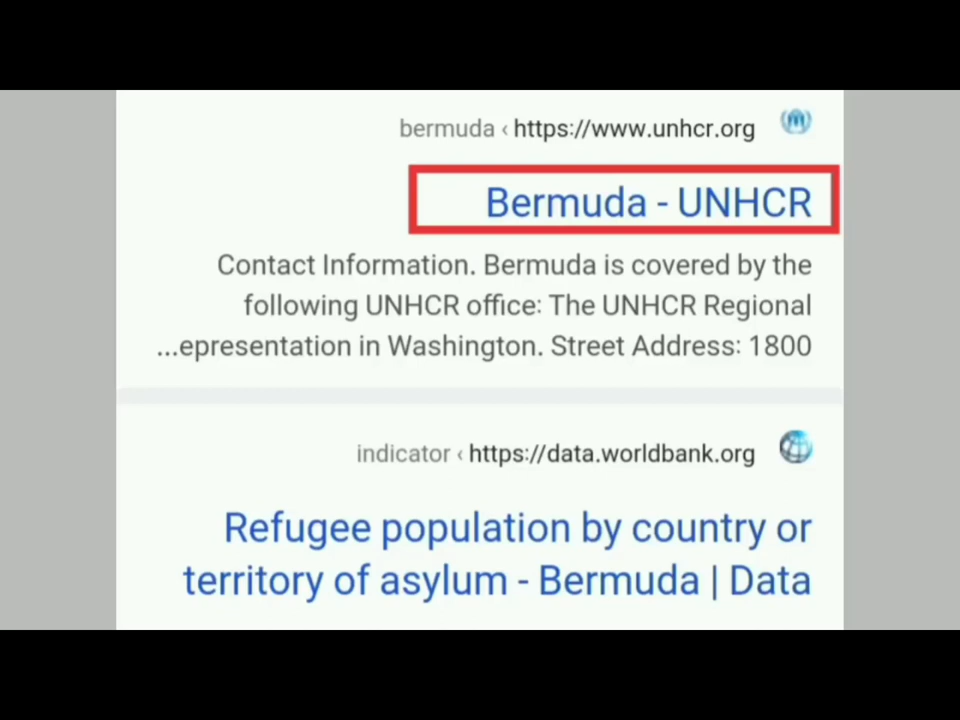 bermuda ‹ https://www.unhcr.org
Bermuda - UNHCR
Contact Information. Bermuda is covered by the
following UNHCR office: The UNHCR Regional
...epresentation in Washington. Street Address: 1800
indicator ‹ https://data.worldbank.org
Refugee population by country or
territory of asylum - Bermuda | Data